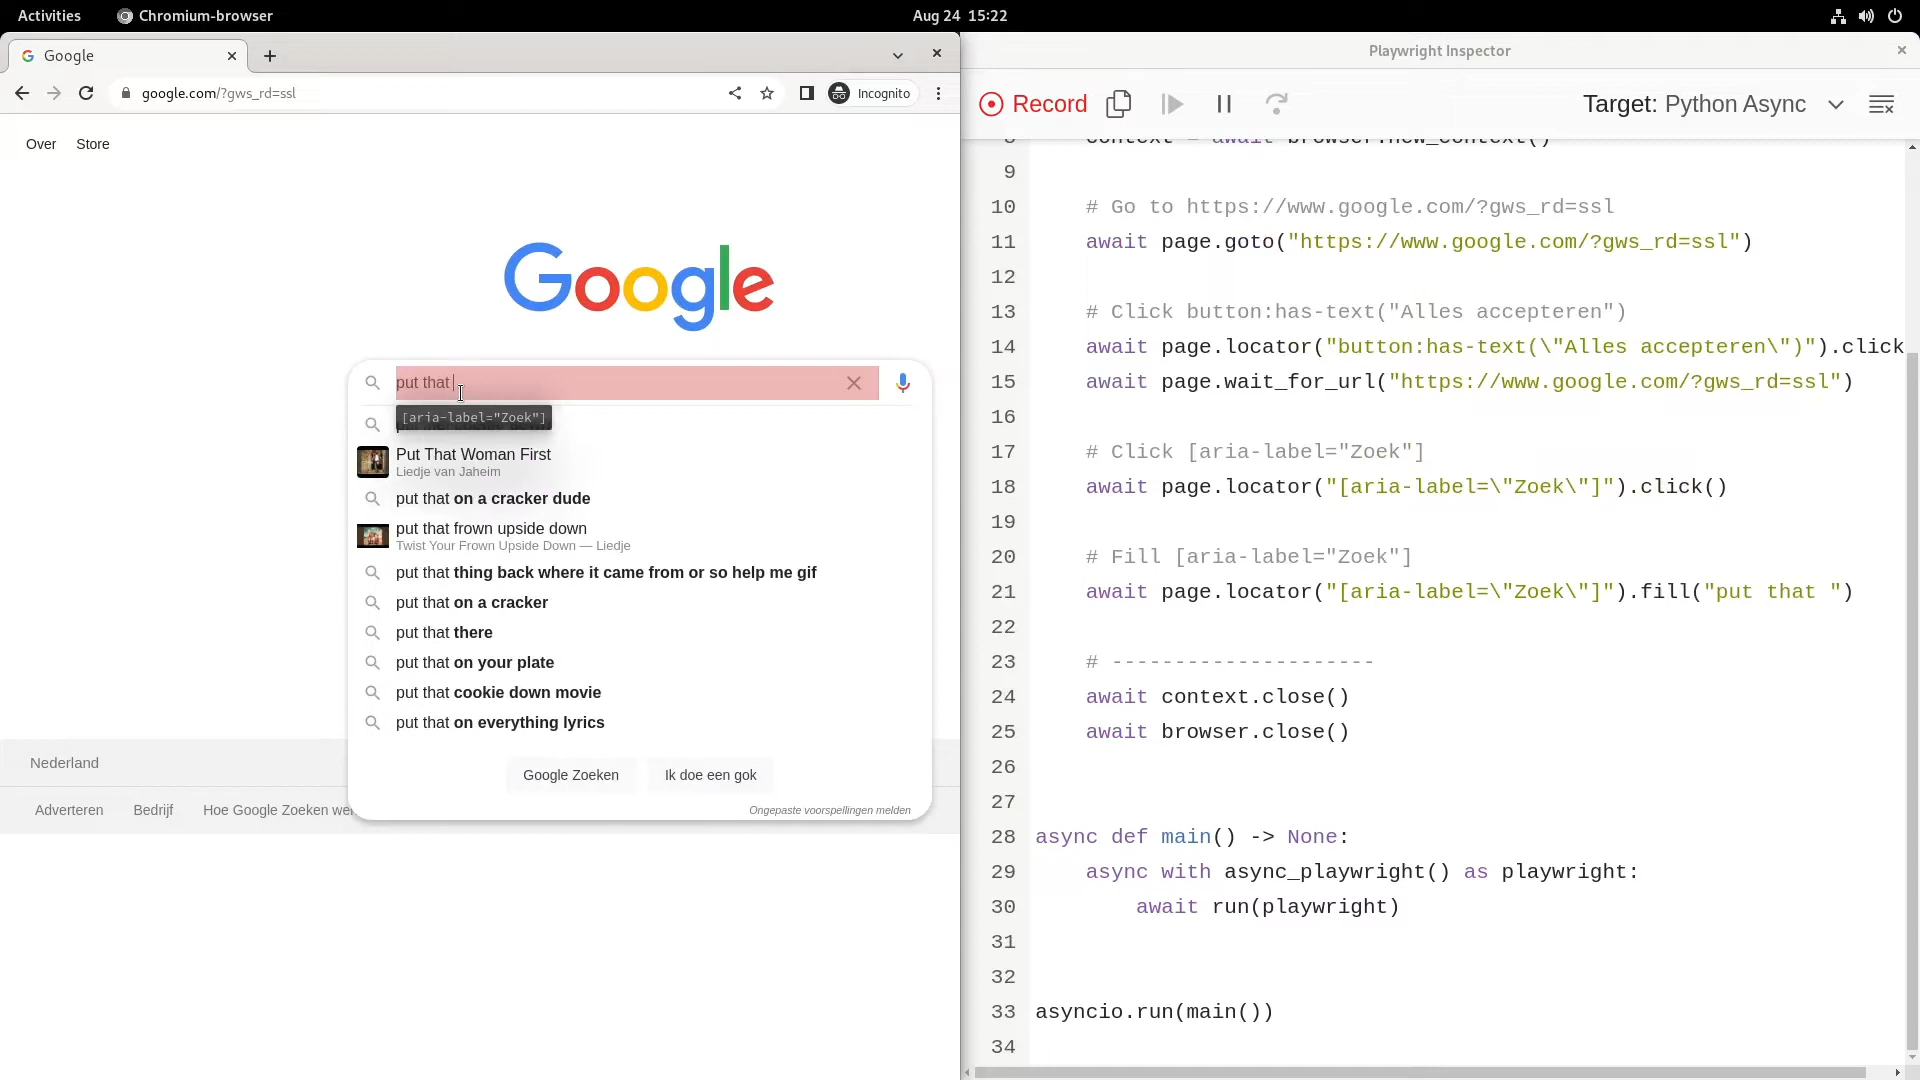 Activities
Chromium-browser
Aug 24 15:22
Google
google.com/?gws_rd=ssl
Incognito
Over
Store
Google
put that
[aria-label="Zoek"]
Put That Woman First
Liedje van Jaheim
put that on a cracker dude
put that frown upside down
Twist Your Frown Upside Down — Liedje
put that thing back where it came from or so help me gif
put that on a cracker
put that there
put that on your plate
put that cookie down movie
put that on everything lyrics
Google Zoeken
Ik doe een gok
Ongepaste voorspellingen melden
Nederland
Adverteren
Bedrijf
Hoe Google Zoeken wer
Playwright Inspector
Record
Target: Python Async
8 context = await browser.new_context()
9
10 # Go to https://www.google.com/?gws_rd=ssl
11 await page.goto("https://www.google.com/?gws_rd=ssl")
12
13 # Click button:has-text("Alles accepteren")
14 await page.locator("button:has-text(\"Alles accepteren\")").click
15 await page.wait_for_url("https://www.google.com/?gws_rd=ssl")
16
17 # Click [aria-label="Zoek"]
18 await page.locator("[aria-label=\"Zoek\"]").click()
19
20 # Fill [aria-label="Zoek"]
21 await page.locator("[aria-label=\"Zoek\"]").fill("put that ")
22
23 # ---------------------
24 await context.close()
25 await browser.close()
26
27
28 async def main() -> None:
29 async with async_playwright() as playwright:
30 await run(playwright)
31
32
33 asyncio.run(main())
34